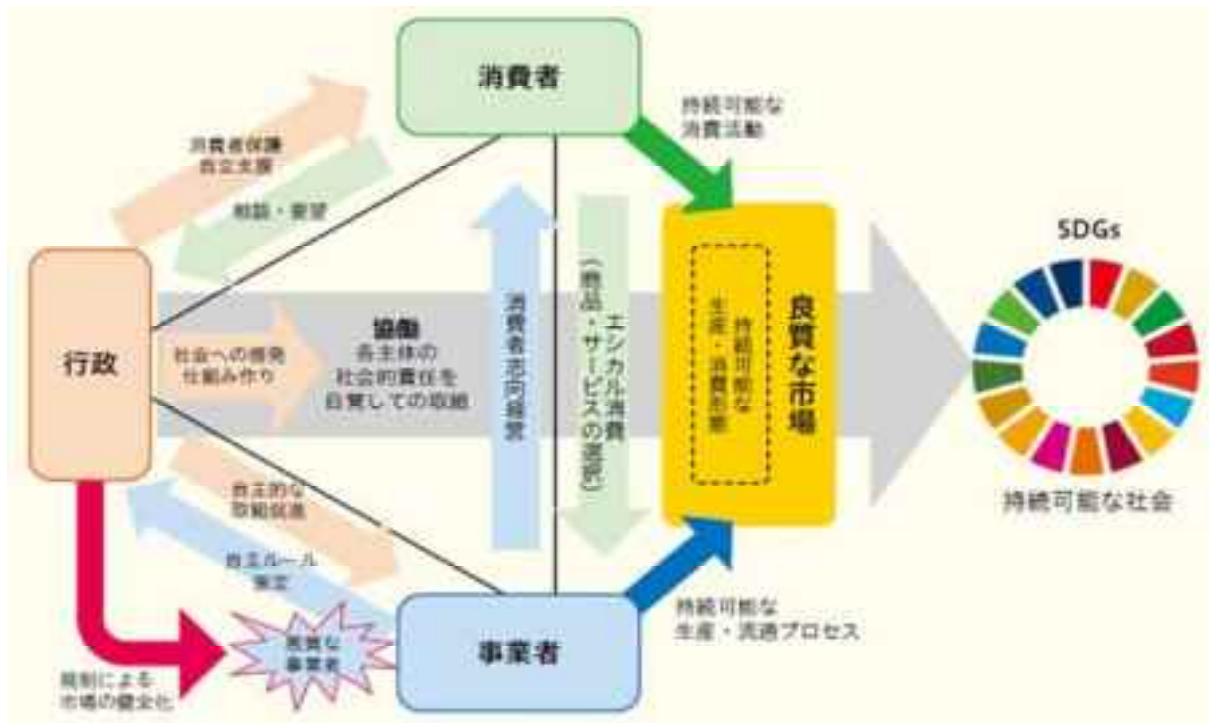 消費者
持続可能な
消費活動
消費者保護
自立支援
相談・要望
SDGs
行政
社会への啓発
仕組み作り
協働
各主体の
社会的責任を
自覚しての取組
消費者志向経営
エシカル消費
(商品・サービスの選択)
持続可能な
生産・消費形態
良質な市場
持続可能な社会
自主的な
取組促進
自主ルール
策定
事業者
持続可能な
生産・流通プロセス
悪質な
事業者
規制による
市場の健全化